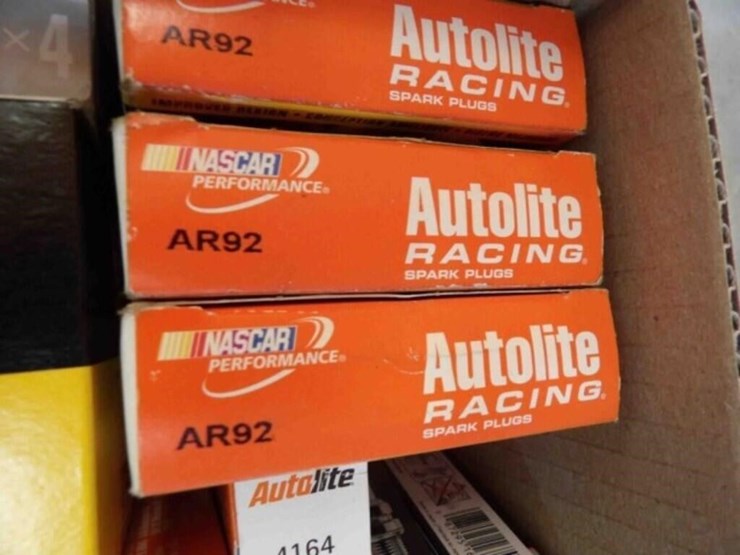 ×4
AR92
Autolite
RACING
SPARK PLUGS
NASCAR
PERFORMANCE
AR92
Autolite
RACING
SPARK PLUGS
NASCAR
PERFORMANCE
AR92
Autolite
RACING
SPARK PLUGS
Autolite
4164